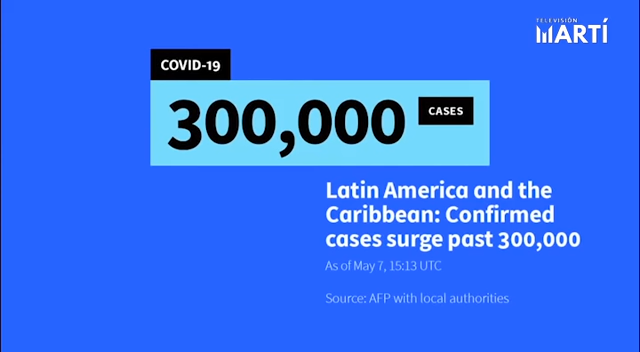 TELEVISIÓN
MARTÍ
COVID-19
300,000
CASES
Latin America and the
Caribbean: Confirmed
cases surge past 300,000
As of May 7, 15:13 UTC
Source: AFP with local authorities